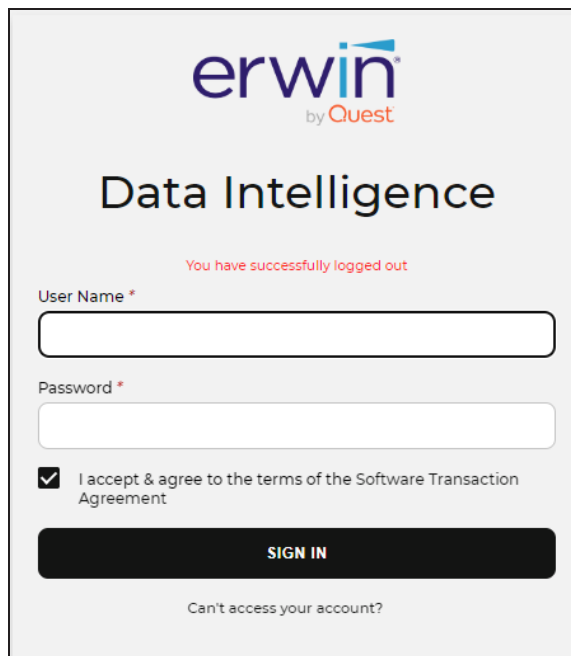 erwin®
by Quest
Data Intelligence
You have successfully logged out
User Name *
Password *
I accept & agree to the terms of the Software Transaction
Agreement
SIGN IN
Can't access your account?